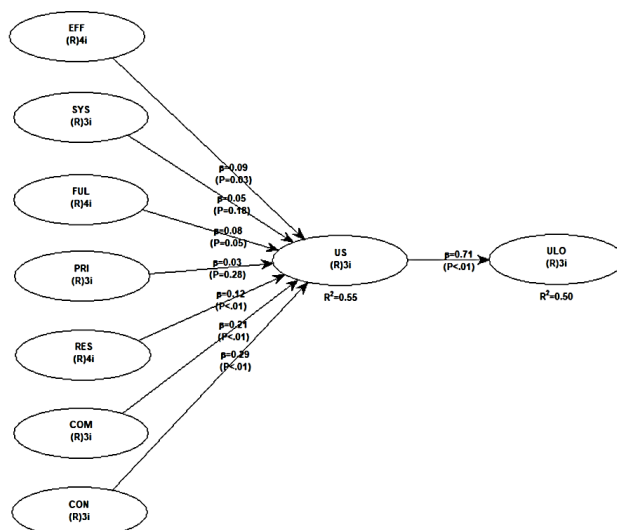 EFF
(R)4i
SYS
(R)3i
FUL
(R)4i
PRI
(R)3i
RES
(R)4i
COM
(R)3i
CON
(R)3i
β=0.09
(P=0.03)
β=0.05
(P=0.18)
β=0.08
(P=0.05)
β=0.03
(P=0.28)
β=0.12
(P<.01)
β=0.21
(P<.01)
β=0.29
(P<.01)
US
(R)3i
R²=0.55
β=0.71
(P<.01)
ULO
(R)3i
R²=0.50